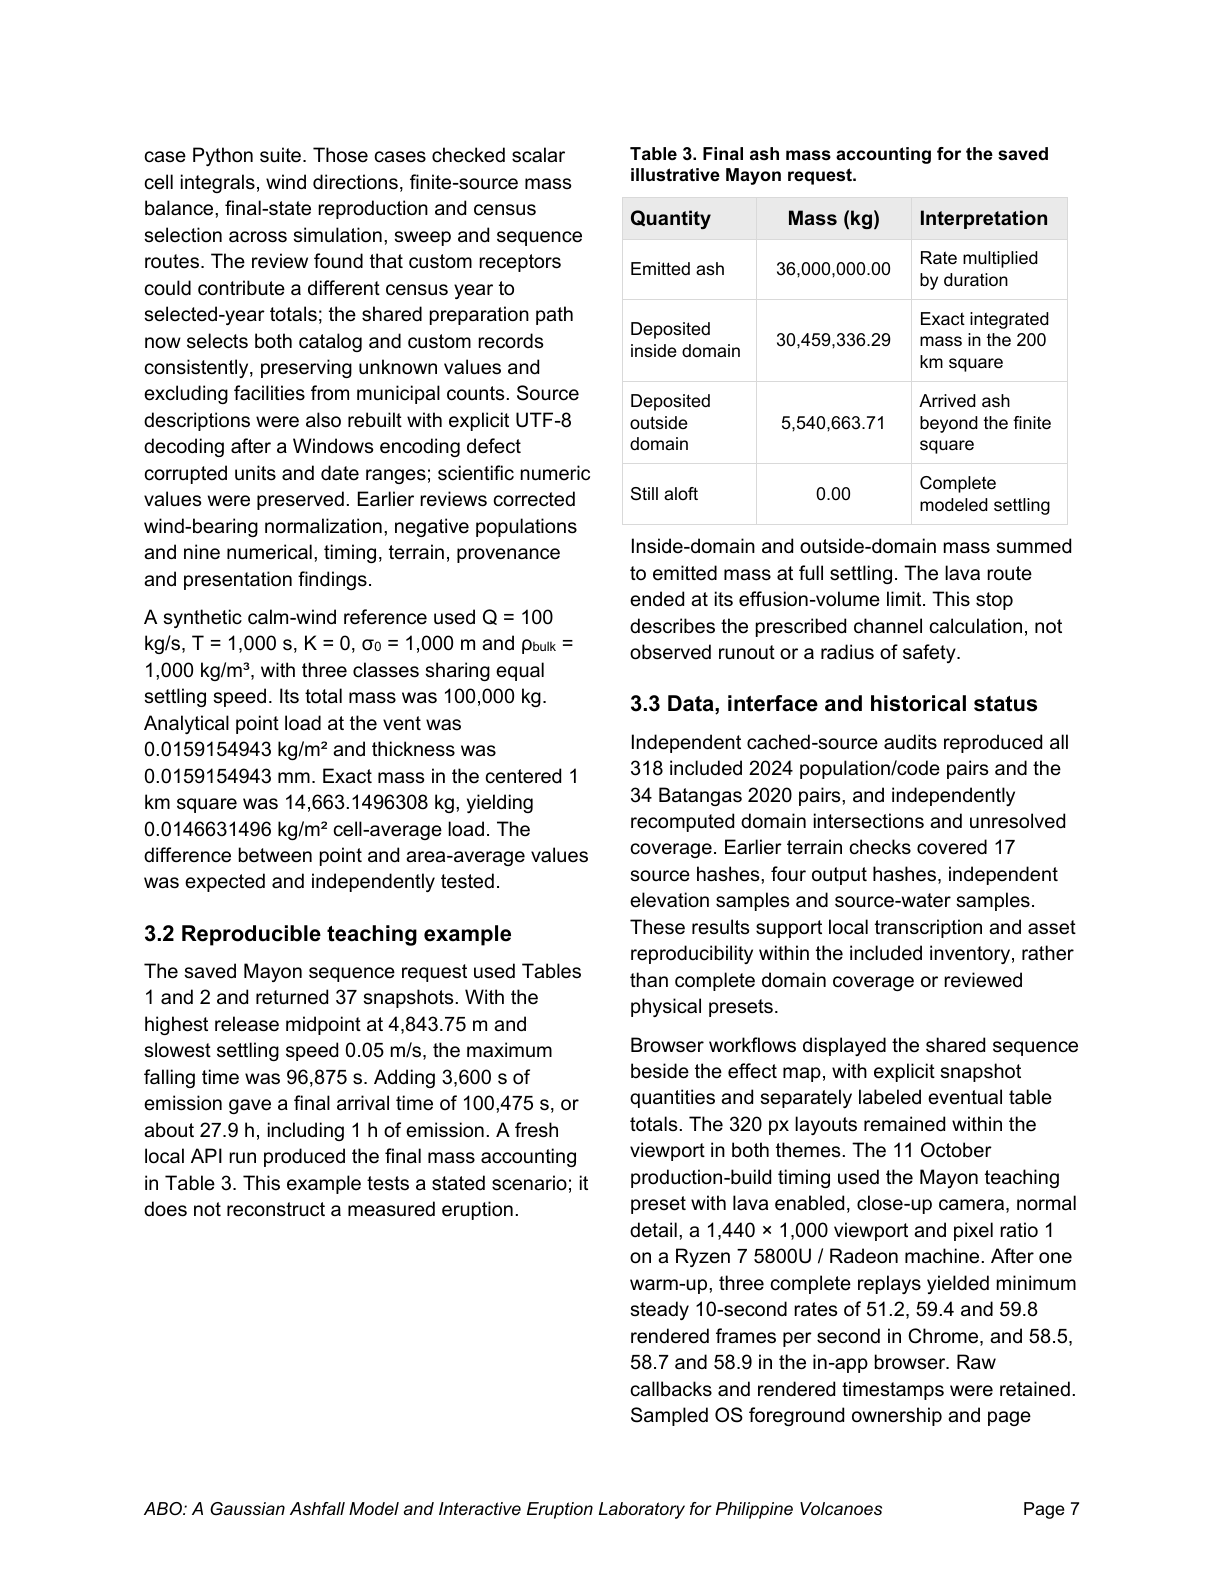 case Python suite. Those cases checked scalar
cell integrals, wind directions, finite-source mass
balance, final-state reproduction and census
selection across simulation, sweep and sequence
routes. The review found that custom receptors
could contribute a different census year to
selected-year totals; the shared preparation path
now selects both catalog and custom records
consistently, preserving unknown values and
excluding facilities from municipal counts. Source
descriptions were also rebuilt with explicit UTF-8
decoding after a Windows encoding defect
corrupted units and date ranges; scientific numeric
values were preserved. Earlier reviews corrected
wind-bearing normalization, negative populations
and nine numerical, timing, terrain, provenance
and presentation findings.
A synthetic calm-wind reference used Q = 100
kg/s, T = 1,000 s, K = 0, σ₀ = 1,000 m and ρbulk =
1,000 kg/m³, with three classes sharing equal
settling speed. Its total mass was 100,000 kg.
Analytical point load at the vent was
0.0159154943 kg/m² and thickness was
0.0159154943 mm. Exact mass in the centered 1
km square was 14,663.1496308 kg, yielding
0.0146631496 kg/m² cell-average load. The
difference between point and area-average values
was expected and independently tested.
3.2 Reproducible teaching example
The saved Mayon sequence request used Tables
1 and 2 and returned 37 snapshots. With the
highest release midpoint at 4,843.75 m and
slowest settling speed 0.05 m/s, the maximum
falling time was 96,875 s. Adding 3,600 s of
emission gave a final arrival time of 100,475 s, or
about 27.9 h, including 1 h of emission. A fresh
local API run produced the final mass accounting
in Table 3. This example tests a stated scenario; it
does not reconstruct a measured eruption.
Table 3. Final ash mass accounting for the saved
illustrative Mayon request.
Quantity Mass (kg) Interpretation
Emitted ash 36,000,000.00 Rate multiplied
by duration
Deposited
inside domain 30,459,336.29 Exact integrated
mass in the 200
km square
Deposited
outside
domain 5,540,663.71 Arrived ash
beyond the finite
square
Still aloft 0.00 Complete
modeled settling
Inside-domain and outside-domain mass summed
to emitted mass at full settling. The lava route
ended at its effusion-volume limit. This stop
describes the prescribed channel calculation, not
observed runout or a radius of safety.
3.3 Data, interface and historical status
Independent cached-source audits reproduced all
318 included 2024 population/code pairs and the
34 Batangas 2020 pairs, and independently
recomputed domain intersections and unresolved
coverage. Earlier terrain checks covered 17
source hashes, four output hashes, independent
elevation samples and source-water samples.
These results support local transcription and asset
reproducibility within the included inventory, rather
than complete domain coverage or reviewed
physical presets.
Browser workflows displayed the shared sequence
beside the effect map, with explicit snapshot
quantities and separately labeled eventual table
totals. The 320 px layouts remained within the
viewport in both themes. The 11 October
production-build timing used the Mayon teaching
preset with lava enabled, close-up camera, normal
detail, a 1,440 × 1,000 viewport and pixel ratio 1
on a Ryzen 7 5800U / Radeon machine. After one
warm-up, three complete replays yielded minimum
steady 10-second rates of 51.2, 59.4 and 59.8
rendered frames per second in Chrome, and 58.5,
58.7 and 58.9 in the in-app browser. Raw
callbacks and rendered timestamps were retained.
Sampled OS foreground ownership and page
ABO: A Gaussian Ashfall Model and Interactive Eruption Laboratory for Philippine Volcanoes Page 7